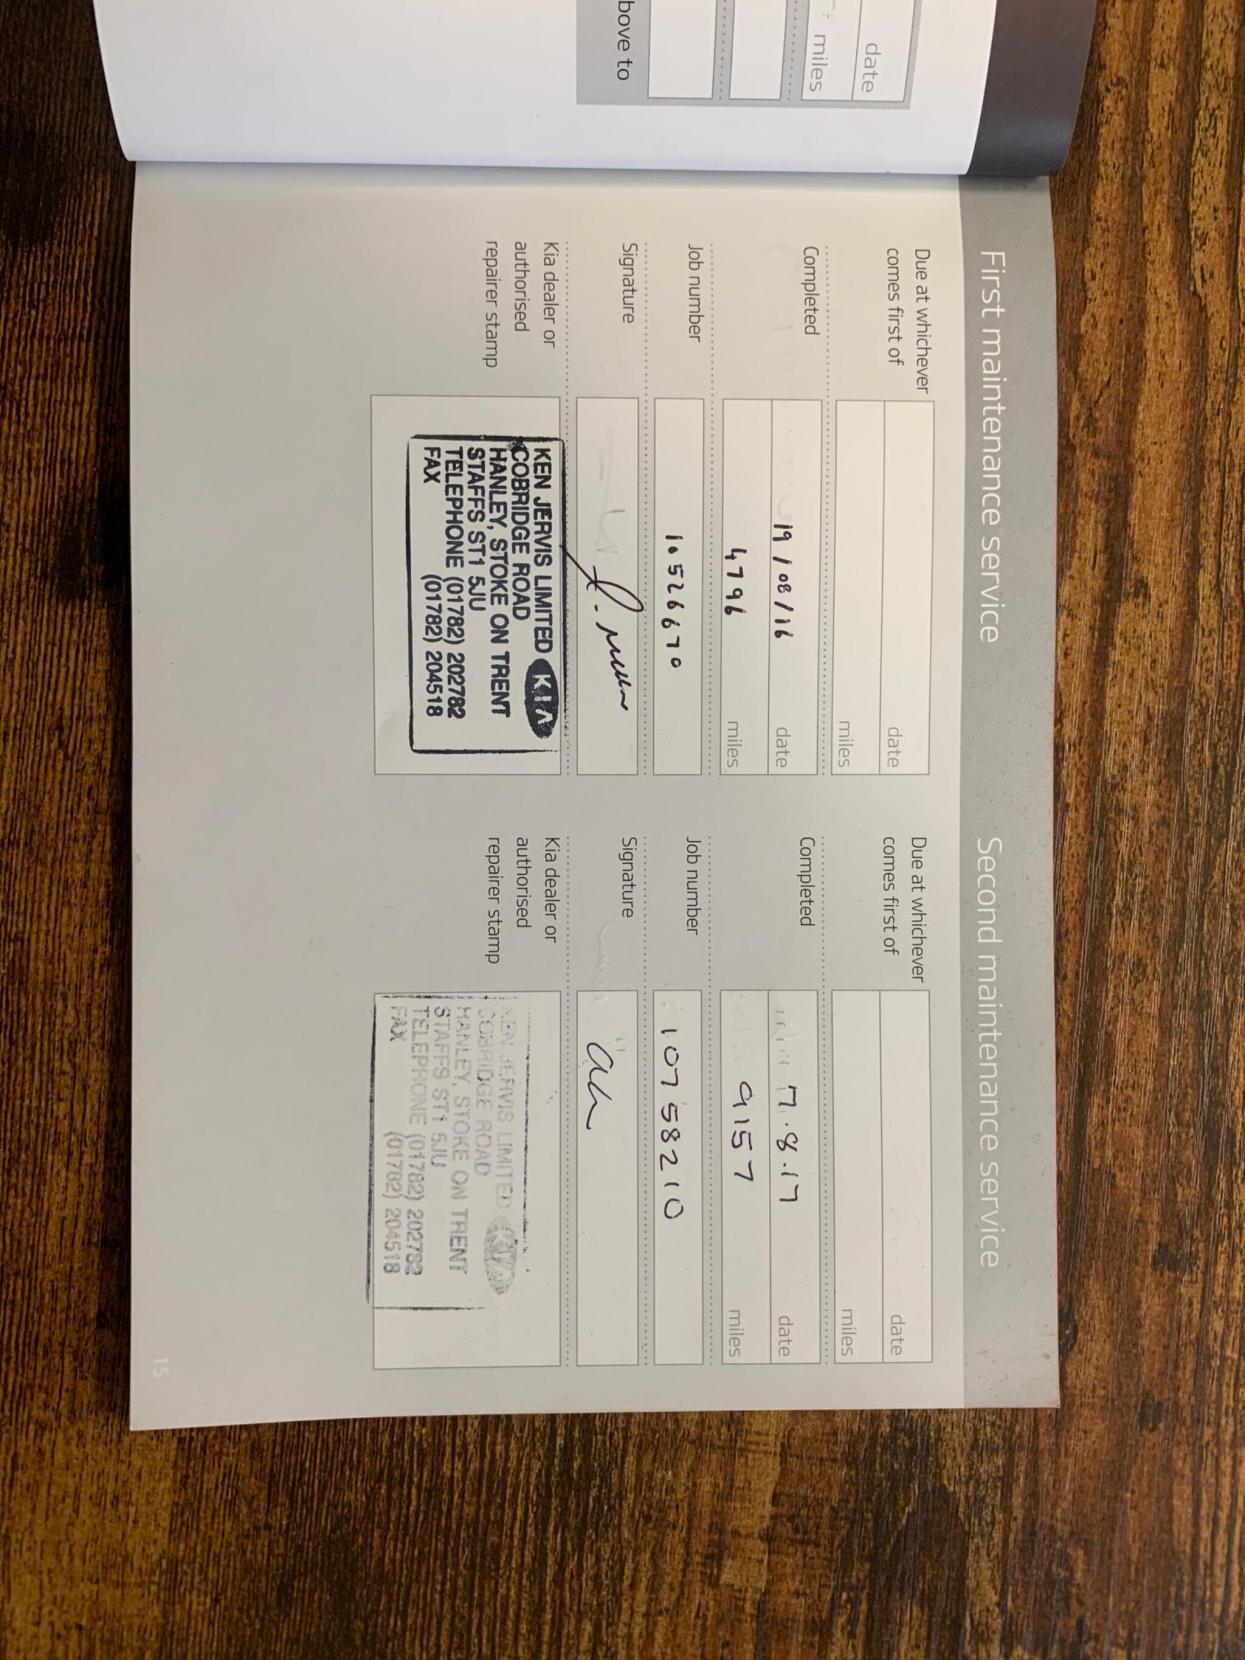 date
miles
bove to
First maintenance service
Due at whichever
comes first of
date
miles
Completed
19/08/16
date
4796
miles
Job number
10526670
Signature
Kia dealer or
authorised
repairer stamp
KEN JERVIS LIMITED KIA
COBRIDGE ROAD
HANLEY, STOKE ON TRENT
STAFFS ST1 5JU
TELEPHONE (01782) 202782
FAX (01782) 204518
Second maintenance service
Due at whichever
comes first of
date
miles
Completed
7.8.17
date
9157
miles
Job number
10758210
Signature
Kia dealer or
authorised
repairer stamp
KEN JERVIS LIMITED KIA
COBRIDGE ROAD
HANLEY, STOKE ON TRENT
STAFFS ST1 5JU
TELEPHONE (01782) 202782
FAX (01782) 204518
15